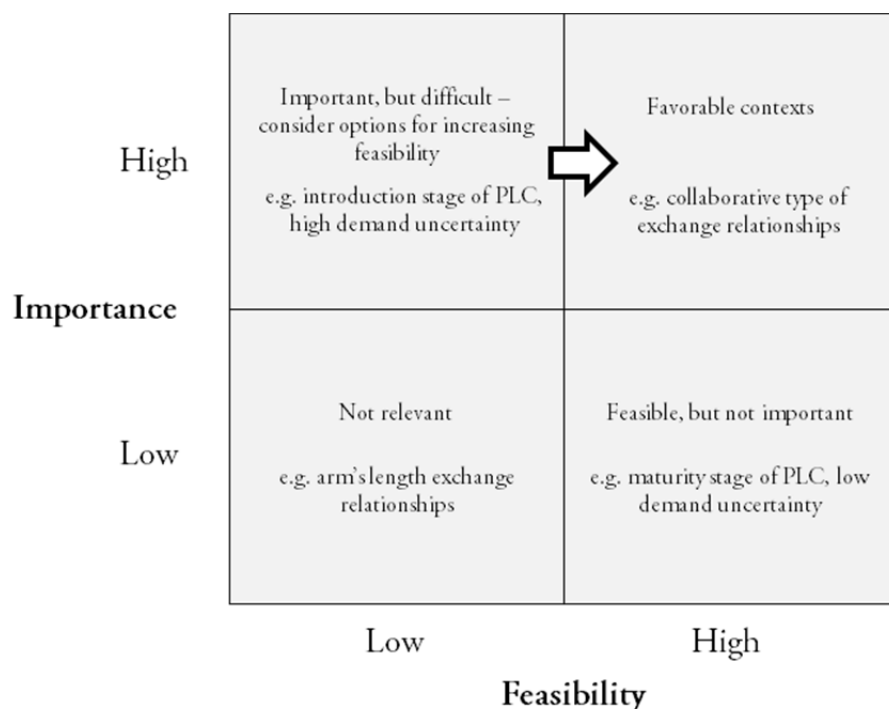 Important, but difficult –
consider options for increasing
feasibility
e.g. introduction stage of PLC,
high demand uncertainty
Favorable contexts
e.g. collaborative type of
exchange relationships
High
Importance
Not relevant
e.g. arm's length exchange
relationships
Feasible, but not important
e.g. maturity stage of PLC, low
demand uncertainty
Low
Low
High
Feasibility